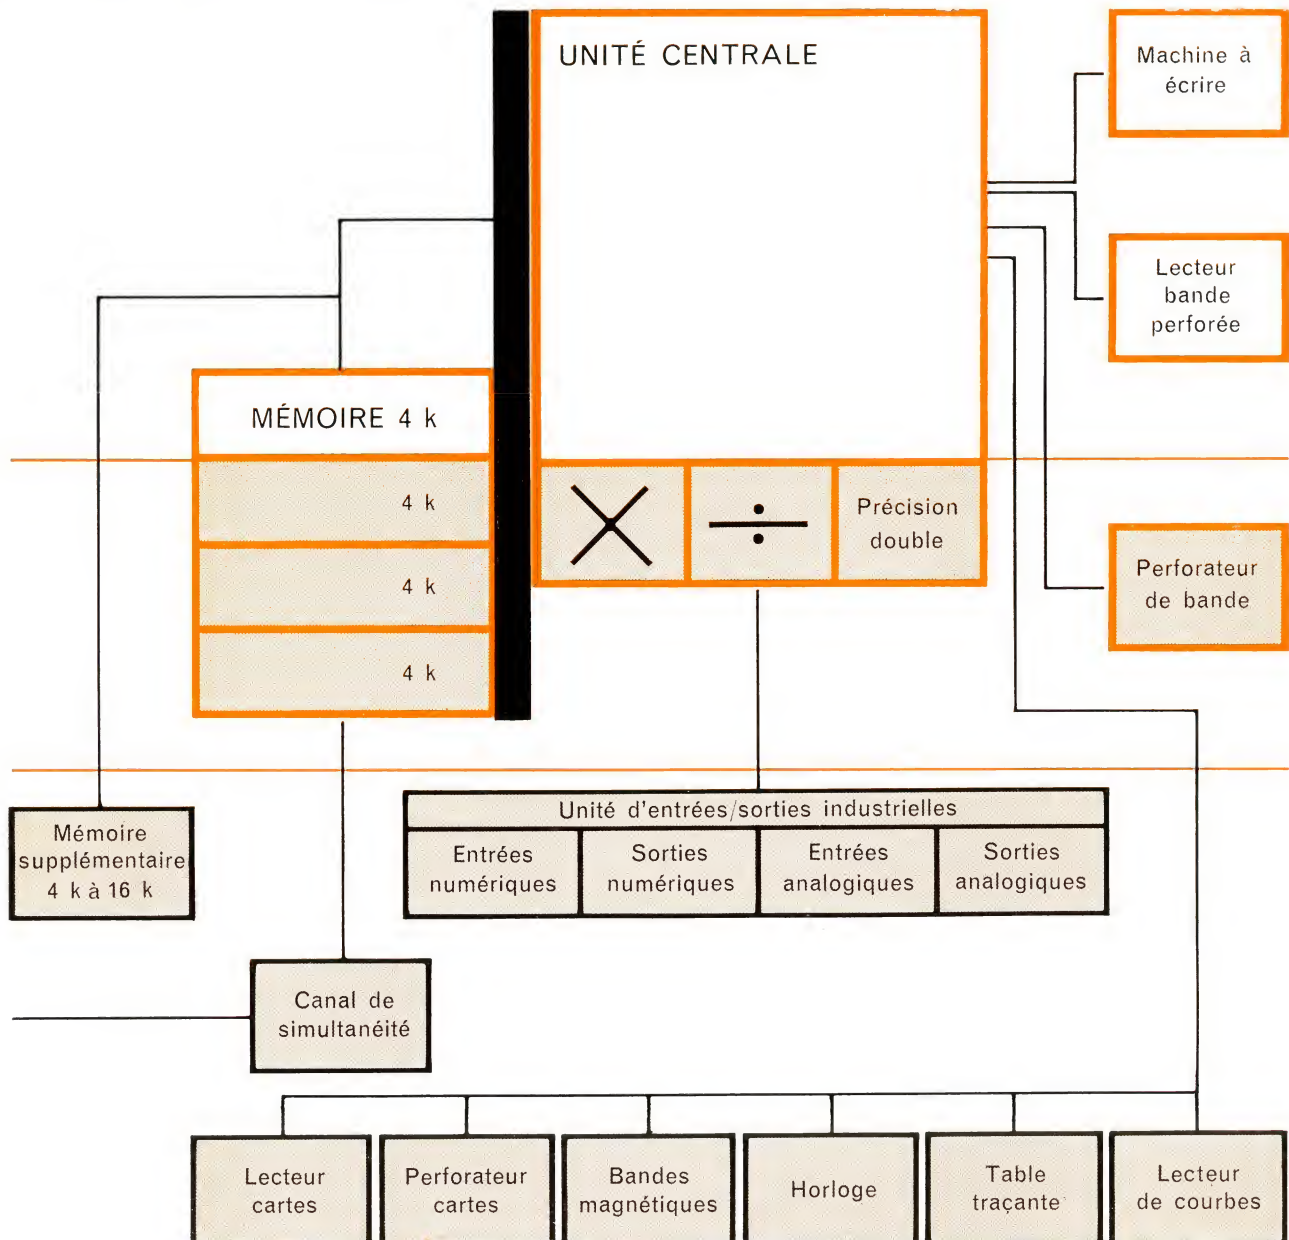 UNITÉ CENTRALE
Machine à
écrire
Lecteur
bande
perforée
MÉMOIRE 4 k
4 k
4 k
4 k
Précision
double
Perforateur
de bande
Mémoire
supplémentaire
4 k à 16 k
Unité d'entrées/sorties industrielles
Entrées
numériques
Sorties
numériques
Entrées
analogiques
Sorties
analogiques
Canal de
simultanéité
Lecteur
cartes
Perforateur
cartes
Bandes
magnétiques
Horloge
Table
traçante
Lecteur
de courbes